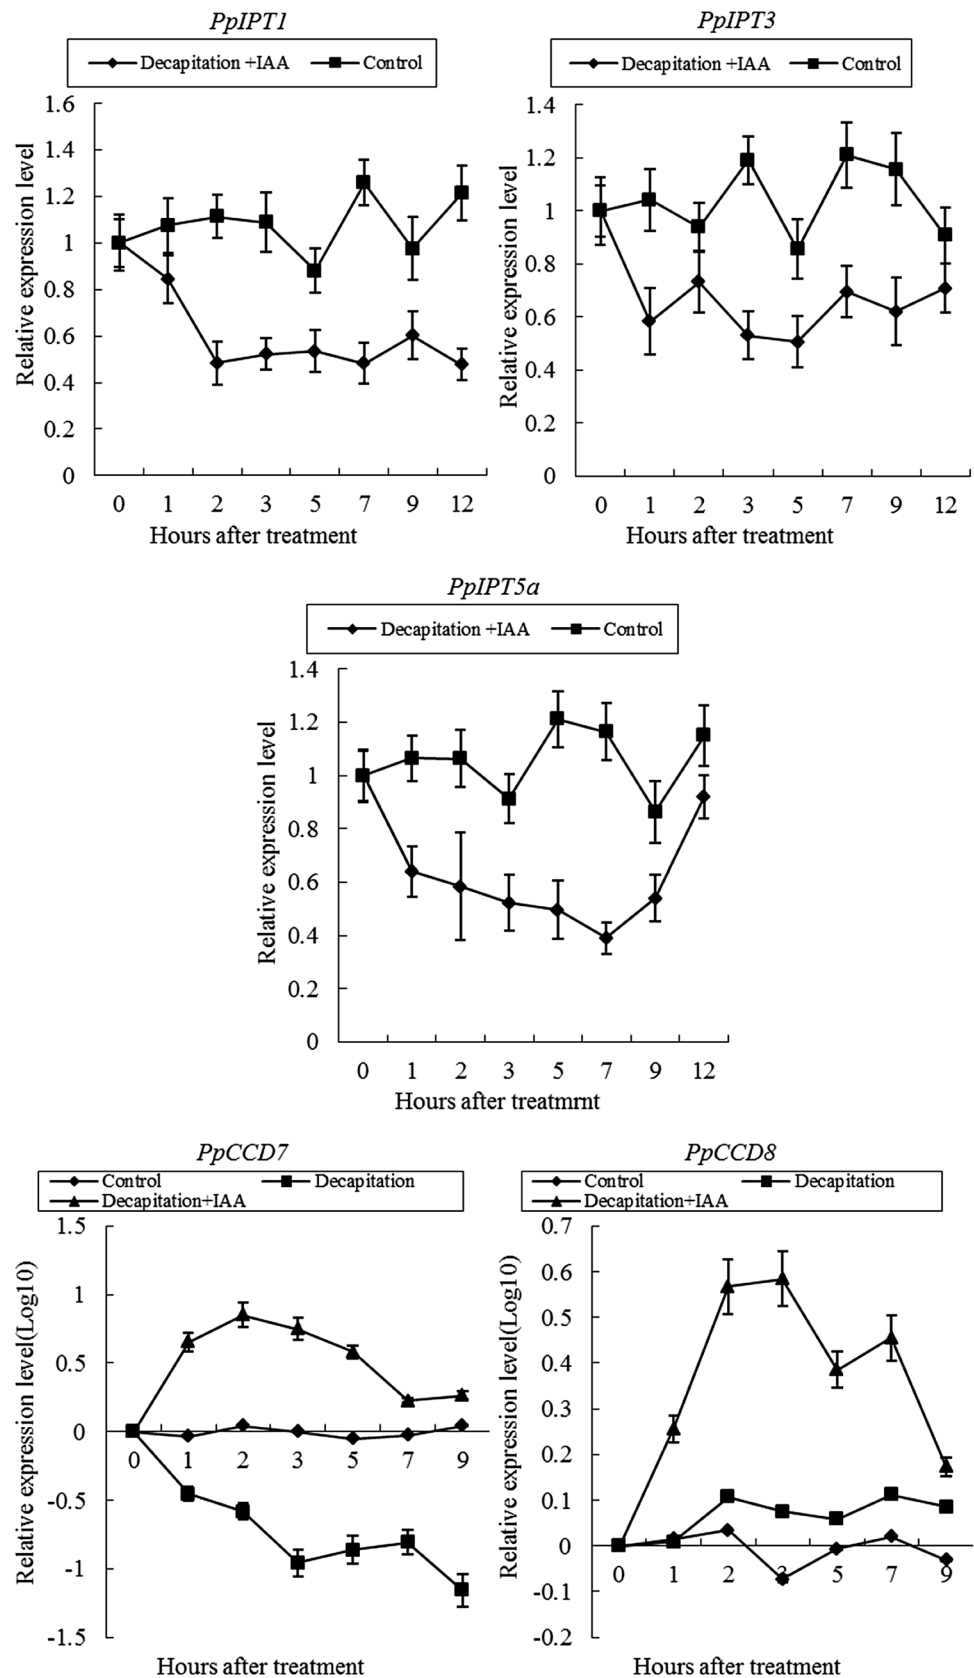 PpIPT1
Decapitation +IAA Control
Relative expression level
1.6
1.4
1.2
1
0.8
0.6
0.4
0.2
0
0 1 2 3 5 7 9 12
Hours after treatment
PpIPT3
Decapitation +IAA Control
Relative expression level
1.4
1.2
1
0.8
0.6
0.4
0.2
0
0 1 2 3 5 7 9 12
Hours after treatment
PpIPT5a
Decapitation +IAA Control
Relative expression level
1.4
1.2
1
0.8
0.6
0.4
0.2
0
0 1 2 3 5 7 9 12
Hours after treatmrnt
PpCCD7
Control Decapitation
Decapitation+IAA
Relative expression level(Log10)
1.5
1
0.5
0
-0.5
-1
-1.5
0 1 2 3 5 7 9
Hours after treatment
PpCCD8
Control Decapitation
Decapitation+IAA
Relative expression level(Log10)
0.7
0.6
0.5
0.4
0.3
0.2
0.1
0
-0.1
-0.2
0 1 2 3 5 7 9
Hours after treatment